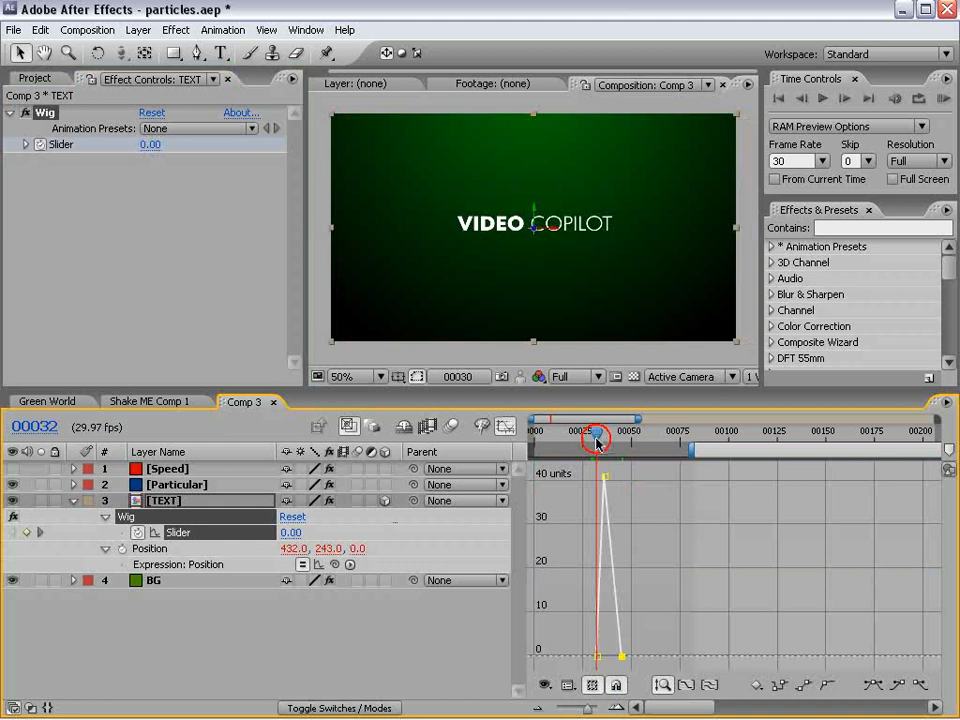 Adobe After Effects - particles.aep *
File Edit Composition Layer Effect Animation View Window Help
Workspace: Standard
Project Effect Controls: TEXT
Comp 3 * TEXT
Wig Reset About...
Animation Presets: None
Slider 0.00
Layer: (none) Footage: (none) Composition: Comp 3
VIDEO COPILOT
50% 00030 Full Active Camera 1
Time Controls
RAM Preview Options
Frame Rate Skip Resolution
30 0 Full
From Current Time Full Screen
Effects & Presets
Contains:
* Animation Presets
3D Channel
Audio
Blur & Sharpen
Channel
Color Correction
Composite Wizard
DFT 55mm
Green World Shake ME Comp 1 Comp 3
00032 (29.97 fps)
# Layer Name Parent
1 [Speed] None
2 [Particular] None
3 [TEXT] None
Wig Reset
Slider 0.00
Position 432.0, 243.0, 0.0
Expression: Position
4 BG None
000 00025 00050 00075 00100 00125 00150 00175 00200
40 units
30
20
10
0
Toggle Switches / Modes